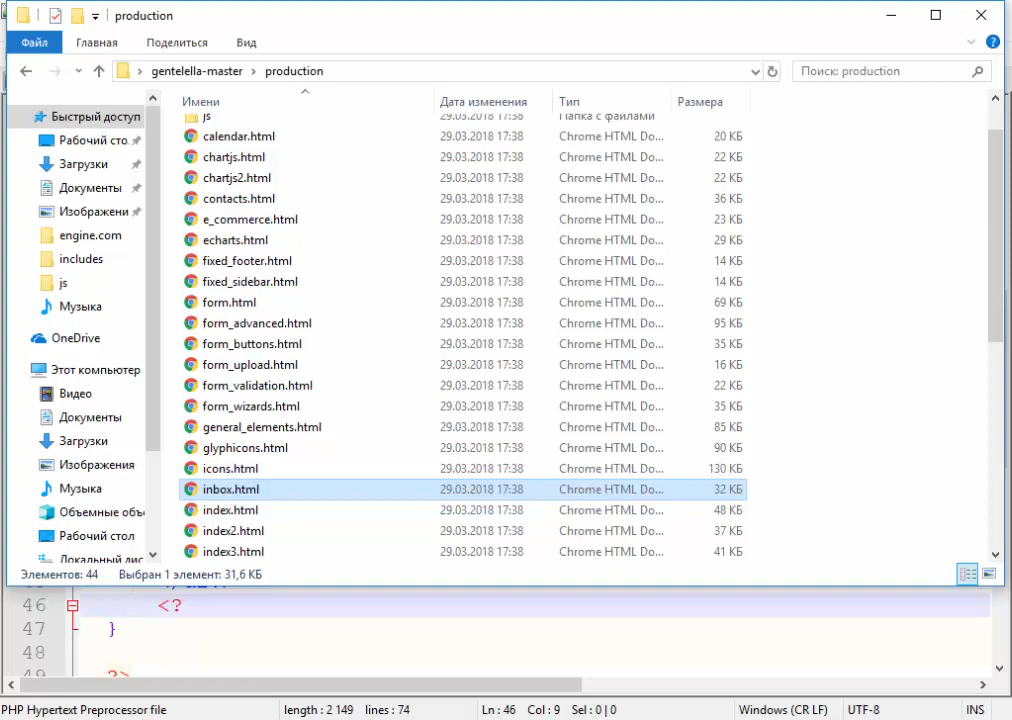 production
Файл Главная Поделиться Вид
gentelella-master production
Поиск: production
Имени Дата изменения Тип Размера
js 29.03.2018 17:38 Папка с файлами
calendar.html 29.03.2018 17:38 Chrome HTML Do... 20 КБ
chartjs.html 29.03.2018 17:38 Chrome HTML Do... 22 КБ
chartjs2.html 29.03.2018 17:38 Chrome HTML Do... 22 КБ
contacts.html 29.03.2018 17:38 Chrome HTML Do... 36 КБ
e_commerce.html 29.03.2018 17:38 Chrome HTML Do... 23 КБ
echarts.html 29.03.2018 17:38 Chrome HTML Do... 29 КБ
fixed_footer.html 29.03.2018 17:38 Chrome HTML Do... 14 КБ
fixed_sidebar.html 29.03.2018 17:38 Chrome HTML Do... 14 КБ
form.html 29.03.2018 17:38 Chrome HTML Do... 69 КБ
form_advanced.html 29.03.2018 17:38 Chrome HTML Do... 95 КБ
form_buttons.html 29.03.2018 17:38 Chrome HTML Do... 35 КБ
form_upload.html 29.03.2018 17:38 Chrome HTML Do... 16 КБ
form_validation.html 29.03.2018 17:38 Chrome HTML Do... 22 КБ
form_wizards.html 29.03.2018 17:38 Chrome HTML Do... 35 КБ
general_elements.html 29.03.2018 17:38 Chrome HTML Do... 85 КБ
glyphicons.html 29.03.2018 17:38 Chrome HTML Do... 90 КБ
icons.html 29.03.2018 17:38 Chrome HTML Do... 130 КБ
inbox.html 29.03.2018 17:38 Chrome HTML Do... 32 КБ
index.html 29.03.2018 17:38 Chrome HTML Do... 48 КБ
index2.html 29.03.2018 17:38 Chrome HTML Do... 37 КБ
index3.html 29.03.2018 17:38 Chrome HTML Do... 41 КБ
Быстрый доступ
Рабочий сто.
Загрузки
Документы
Изображени
engine.com
includes
js
Музыка
OneDrive
Этот компьютер
Видео
Документы
Загрузки
Изображения
Музыка
Объемные объ
Рабочий стол
Локальный дис
Элементов: 44 Выбран 1 элемент: 31,6 КБ
46 <?
47 }
48
49 ?>
PHP Hypertext Preprocessor file length : 2 149 lines : 74 Ln : 46 Col : 9 Sel : 0 | 0 Windows (CR LF) UTF-8 INS